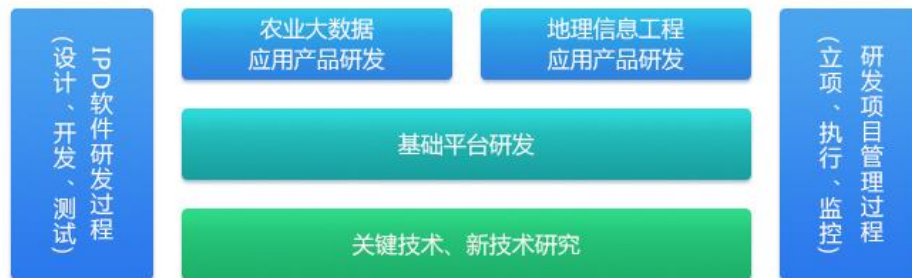 IPD软件研发过程
(设计、开发、测试)
农业大数据
应用产品研发
地理信息工程
应用产品研发
基础平台研发
关键技术、新技术研究
研发项目管理过程
(立项、执行、监控)